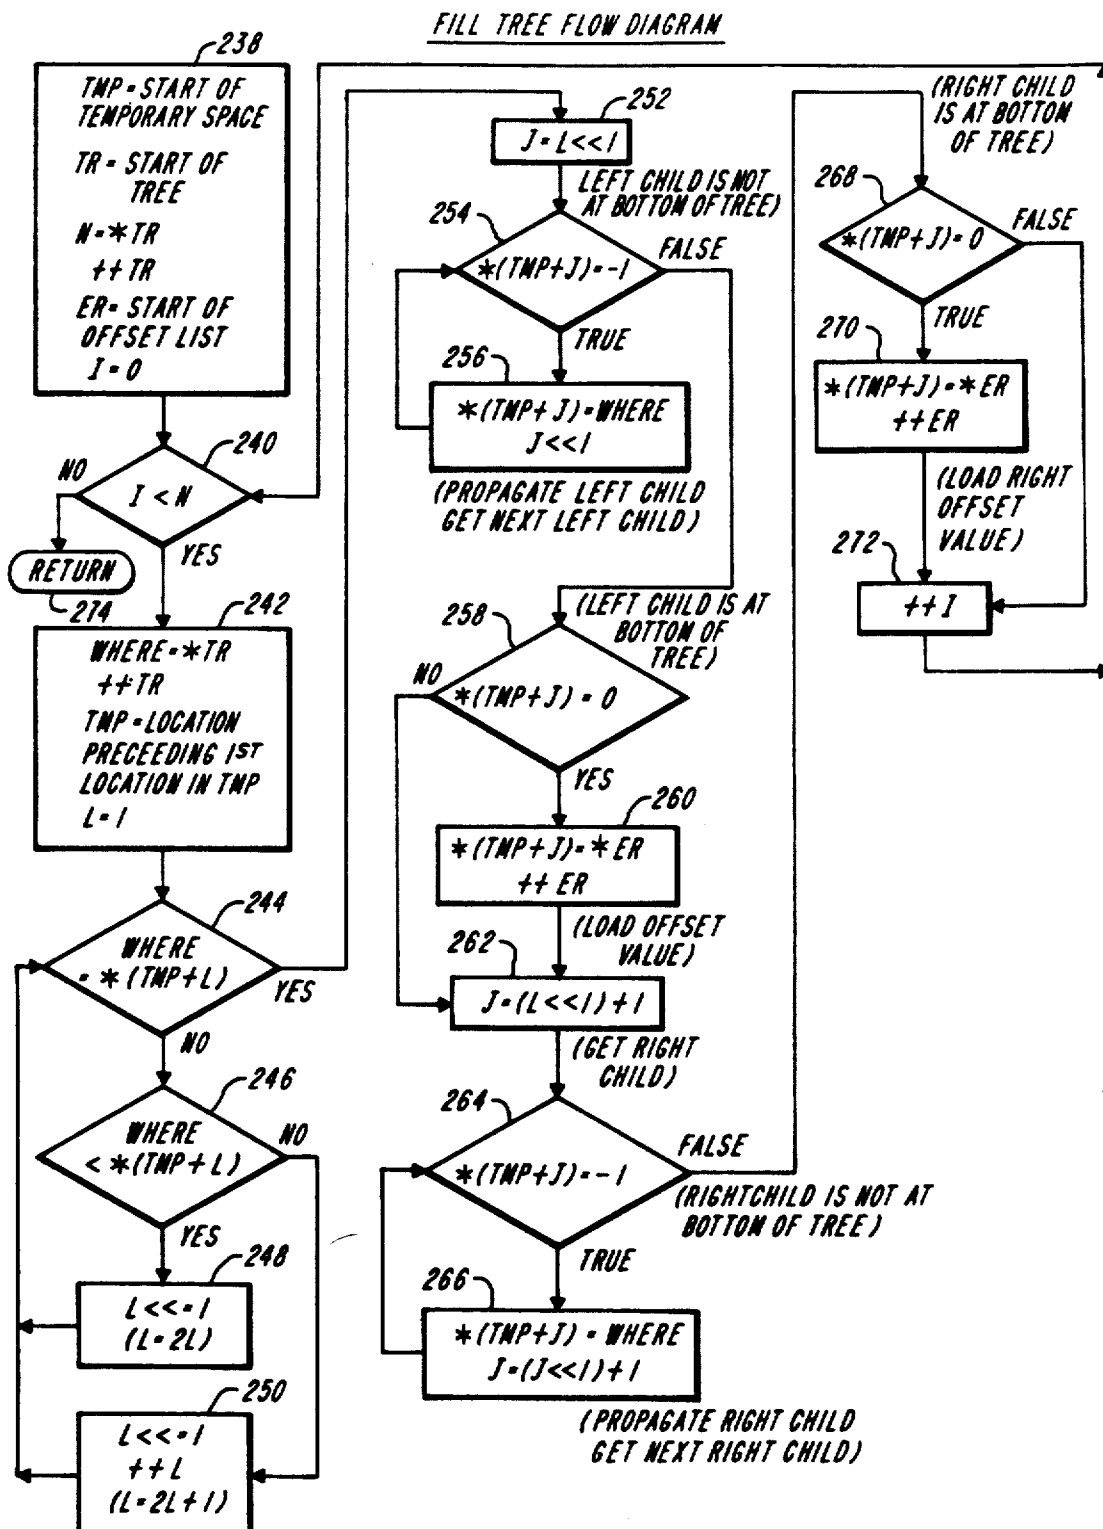 FILL TREE FLOW DIAGRAM
238
TMP = START OF
TEMPORARY SPACE
TR = START OF
TREE
N = *TR
++TR
ER = START OF
OFFSET LIST
I = 0
240
I < N
NO
YES
RETURN
274
242
WHERE = *TR
++TR
TMP = LOCATION
PRECEEDING 1ST
LOCATION IN TMP
L = 1
244
WHERE
= *(TMP+L)
YES
NO
246
WHERE
< *(TMP+L)
NO
YES
248
L <<= 1
(L=2L)
250
L <<= 1
++L
(L=2L+1)
252
J = L<<1
LEFT CHILD IS NOT
AT BOTTOM OF TREE)
254
*(TMP+J) = -1
FALSE
TRUE
256
*(TMP+J) = WHERE
J<<1
(PROPAGATE LEFT CHILD
GET NEXT LEFT CHILD)
(LEFT CHILD IS AT
BOTTOM OF
TREE)
258
NO
*(TMP+J) = 0
YES
260
*(TMP+J) = *ER
++ER
(LOAD OFFSET
VALUE)
262
J = (L<<1)+1
(GET RIGHT
CHILD)
264
*(TMP+J) = -1
FALSE
(RIGHTCHILD IS NOT AT
BOTTOM OF TREE)
TRUE
266
*(TMP+J) = WHERE
J = (J<<1)+1
(PROPAGATE RIGHT CHILD
GET NEXT RIGHT CHILD)
(RIGHT CHILD
IS AT BOTTOM
OF TREE)
268
*(TMP+J) = 0
FALSE
TRUE
270
*(TMP+J) = *ER
++ER
(LOAD RIGHT
OFFSET
VALUE)
272
++I